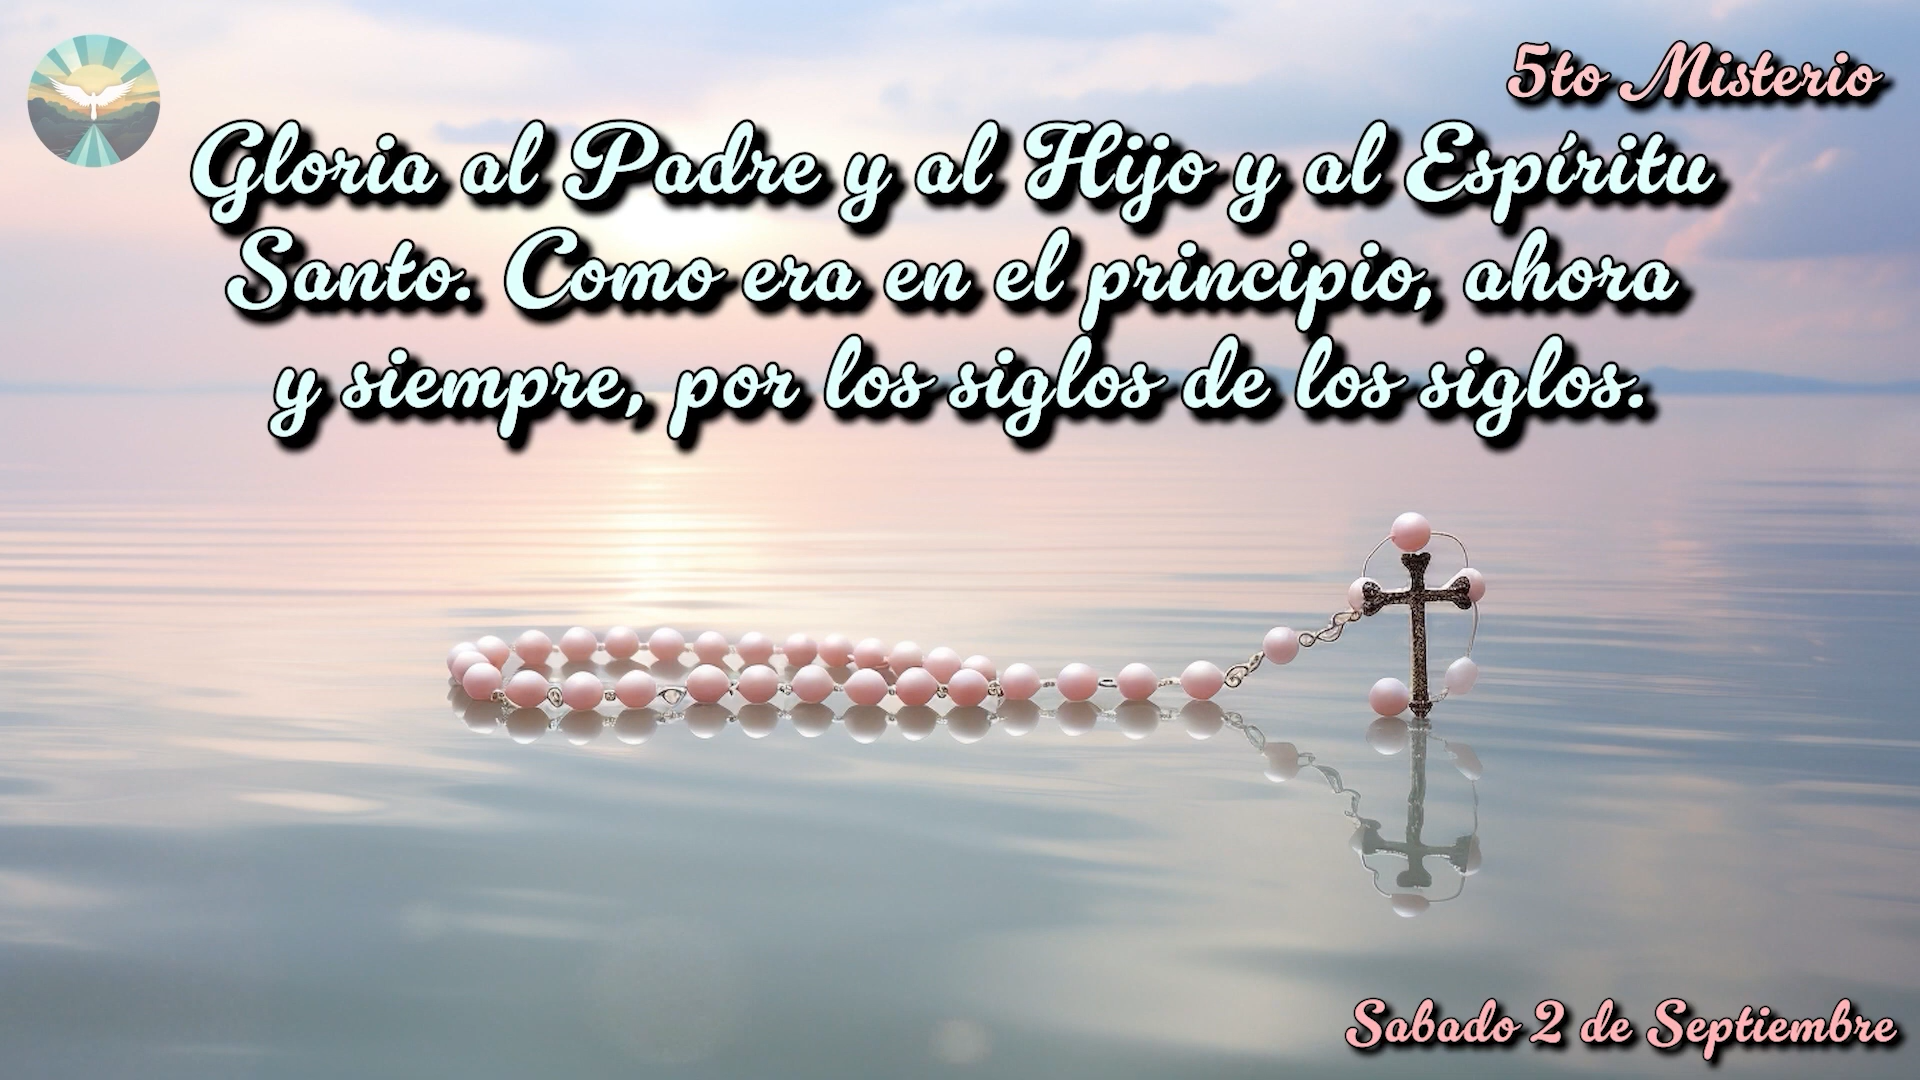 5to Misterio
Gloria al Padre y al Hijo y al Espíritu
Santo. Como era en el principio, ahora
y siempre, por los siglos de los siglos.
Sabado 2 de Septiembre